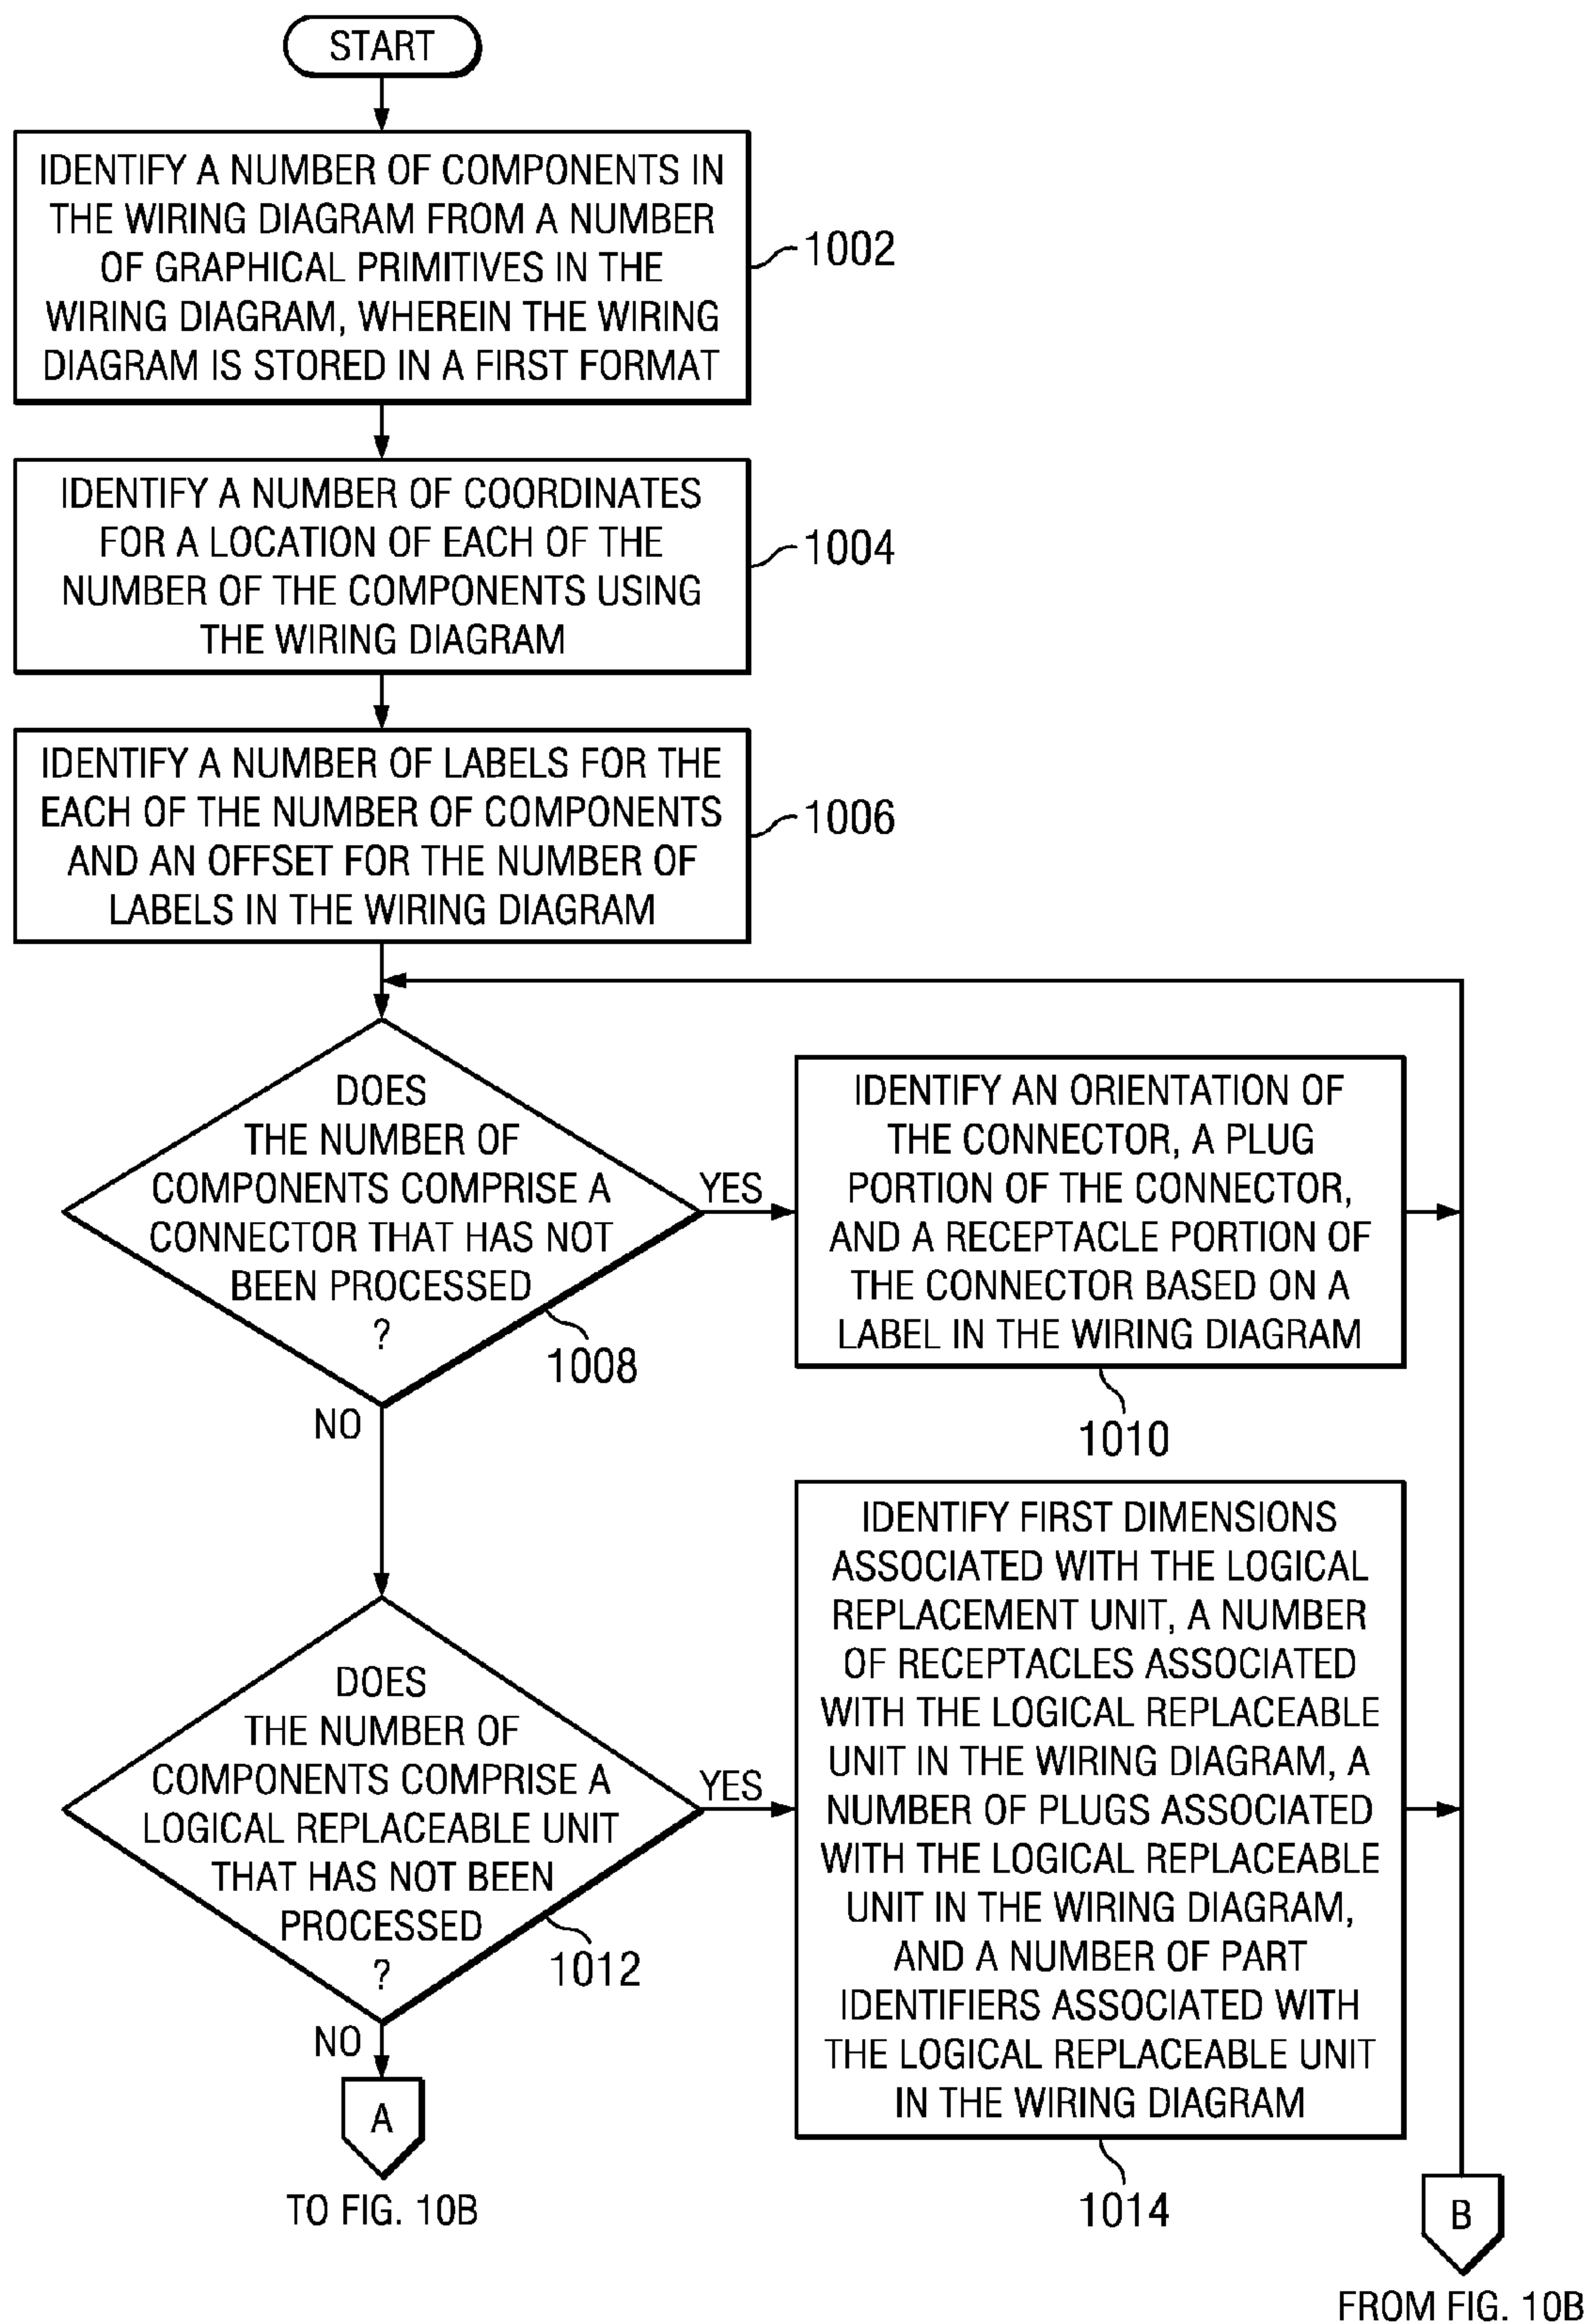 START
IDENTIFY A NUMBER OF COMPONENTS IN
THE WIRING DIAGRAM FROM A NUMBER
OF GRAPHICAL PRIMITIVES IN THE
WIRING DIAGRAM, WHEREIN THE WIRING
DIAGRAM IS STORED IN A FIRST FORMAT
1002
IDENTIFY A NUMBER OF COORDINATES
FOR A LOCATION OF EACH OF THE
NUMBER OF THE COMPONENTS USING
THE WIRING DIAGRAM
1004
IDENTIFY A NUMBER OF LABELS FOR THE
EACH OF THE NUMBER OF COMPONENTS
AND AN OFFSET FOR THE NUMBER OF
LABELS IN THE WIRING DIAGRAM
1006
DOES
THE NUMBER OF
COMPONENTS COMPRISE A
CONNECTOR THAT HAS NOT
BEEN PROCESSED
?
1008
YES
NO
IDENTIFY AN ORIENTATION OF
THE CONNECTOR, A PLUG
PORTION OF THE CONNECTOR,
AND A RECEPTACLE PORTION OF
THE CONNECTOR BASED ON A
LABEL IN THE WIRING DIAGRAM
1010
DOES
THE NUMBER OF
COMPONENTS COMPRISE A
LOGICAL REPLACEABLE UNIT
THAT HAS NOT BEEN
PROCESSED
?
1012
YES
NO
IDENTIFY FIRST DIMENSIONS
ASSOCIATED WITH THE LOGICAL
REPLACEMENT UNIT, A NUMBER
OF RECEPTACLES ASSOCIATED
WITH THE LOGICAL REPLACEABLE
UNIT IN THE WIRING DIAGRAM, A
NUMBER OF PLUGS ASSOCIATED
WITH THE LOGICAL REPLACEABLE
UNIT IN THE WIRING DIAGRAM,
AND A NUMBER OF PART
IDENTIFIERS ASSOCIATED WITH
THE LOGICAL REPLACEABLE UNIT
IN THE WIRING DIAGRAM
1014
A
TO FIG. 10B
B
FROM FIG. 10B